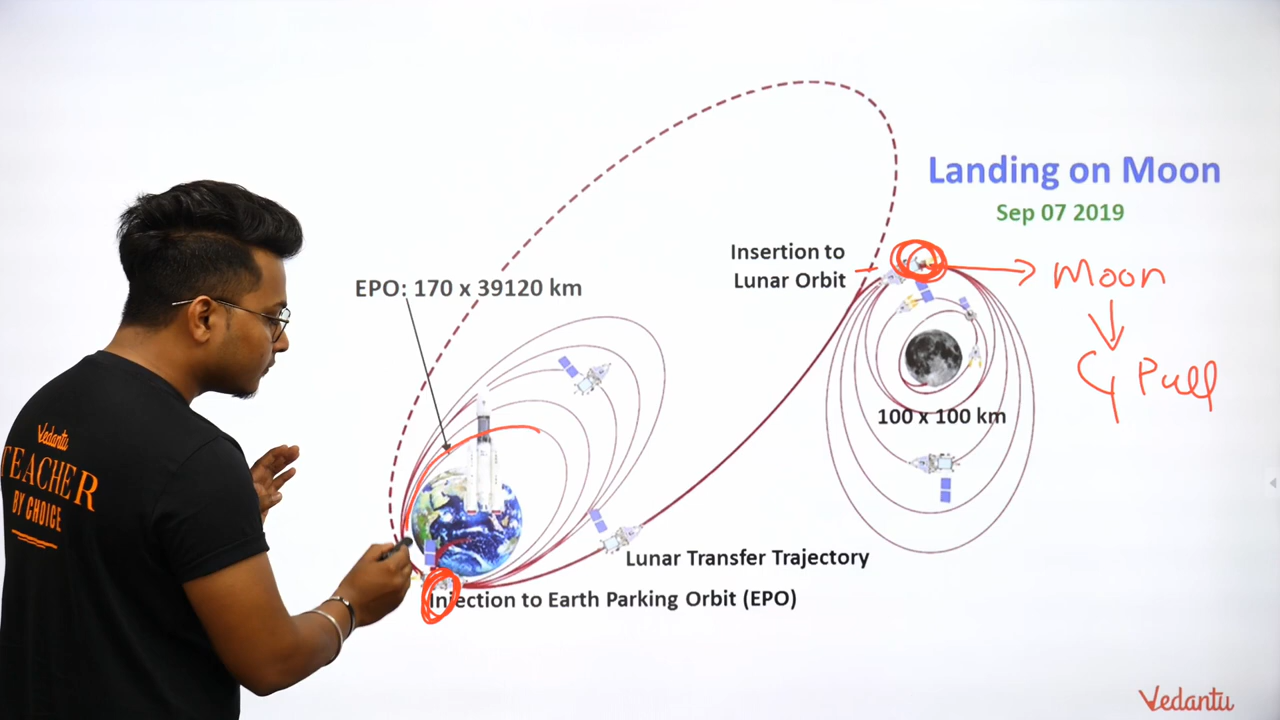 Landing on Moon
Sep 07 2019
Insertion to
Lunar Orbit
Moon
EPO: 170 x 39120 km
Pull
100 x 100 km
Lunar Transfer Trajectory
Injection to Earth Parking Orbit (EPO)
Vedantu
TEACHER
BY CHOICE
Vedantu